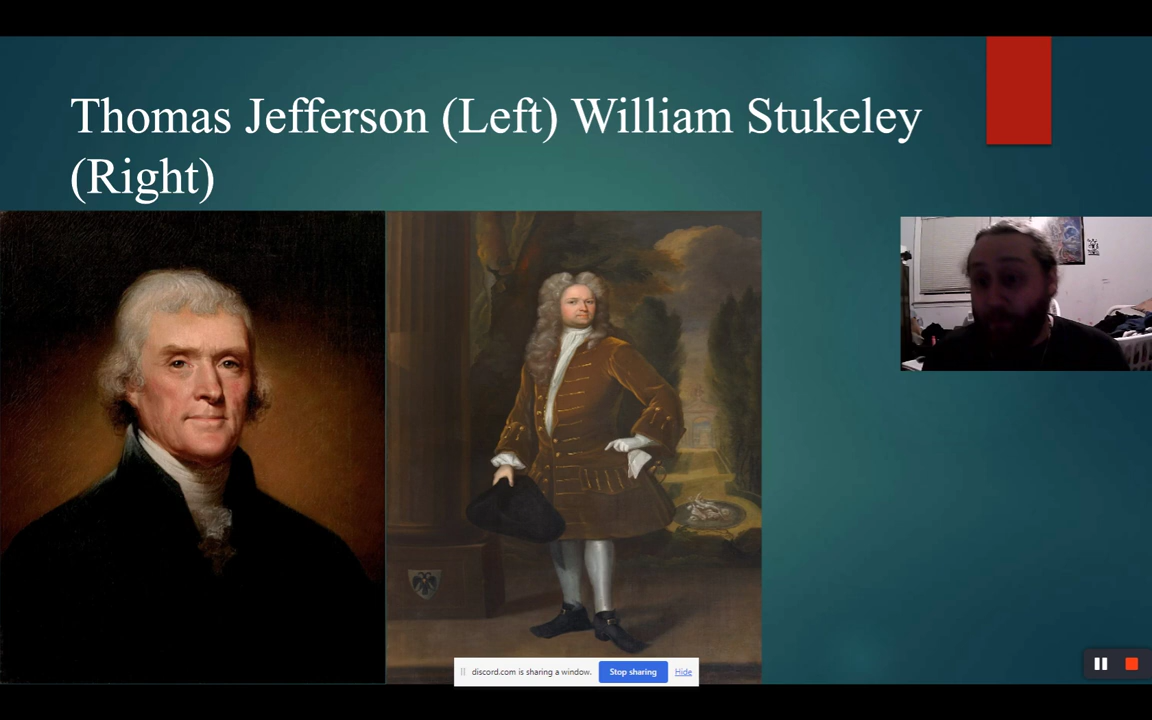 Thomas Jefferson (Left) William Stukeley
(Right)
discord.com is sharing a window. Stop sharing Hide